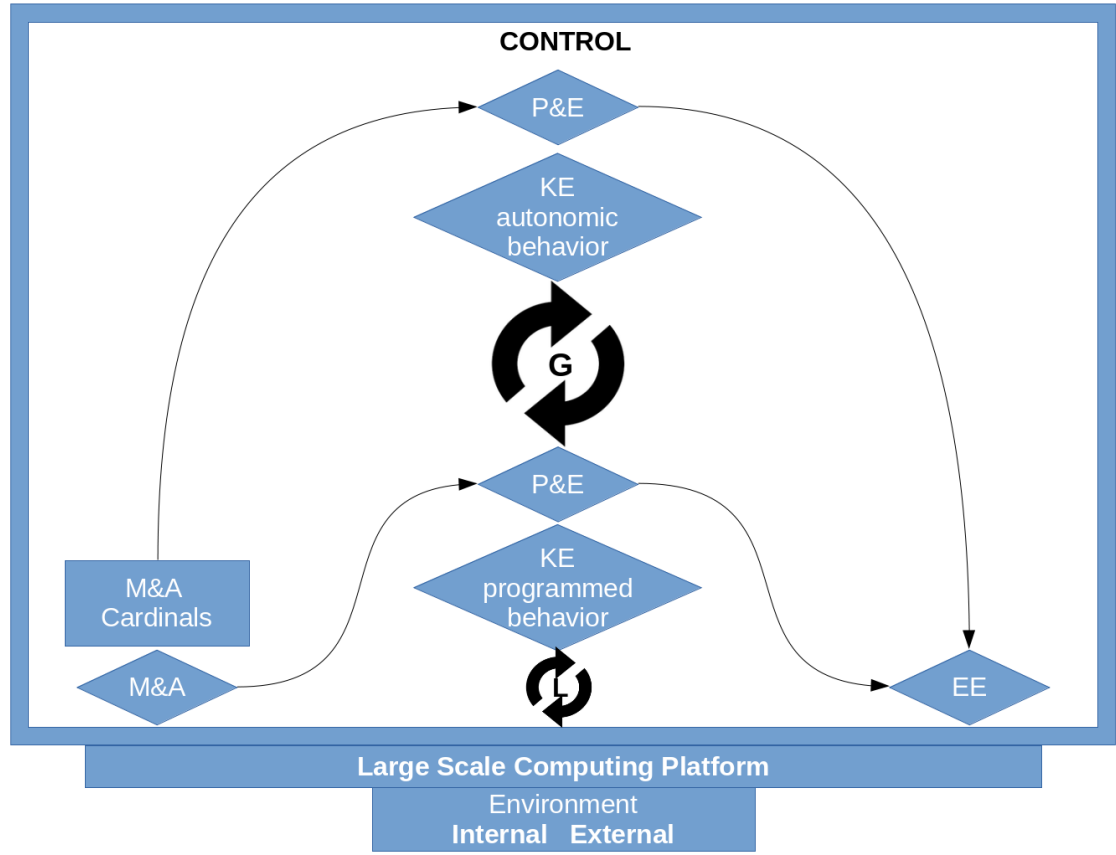 CONTROL
P&E
KE
autonomic
behavior
G
P&E
KE
programmed
behavior
M&A
Cardinals
M&A
L
EE
Large Scale Computing Platform
Environment
Internal External